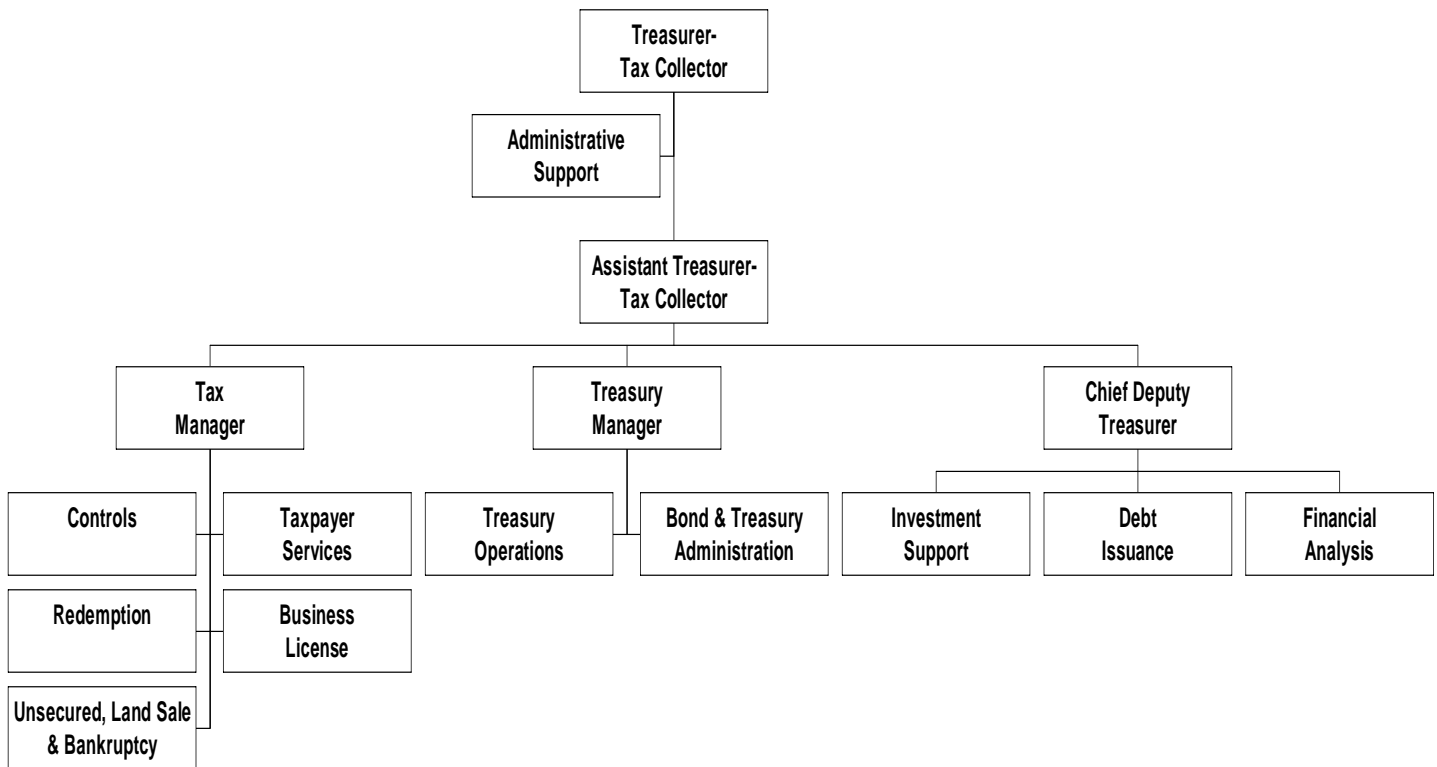 Treasurer-
Tax Collector
Administrative
Support
Assistant Treasurer-
Tax Collector
Tax
Manager
Treasury
Manager
Chief Deputy
Treasurer
Controls
Taxpayer
Services
Treasury
Operations
Bond & Treasury
Administration
Investment
Support
Debt
Issuance
Financial
Analysis
Redemption
Business
License
Unsecured, Land Sale
& Bankruptcy